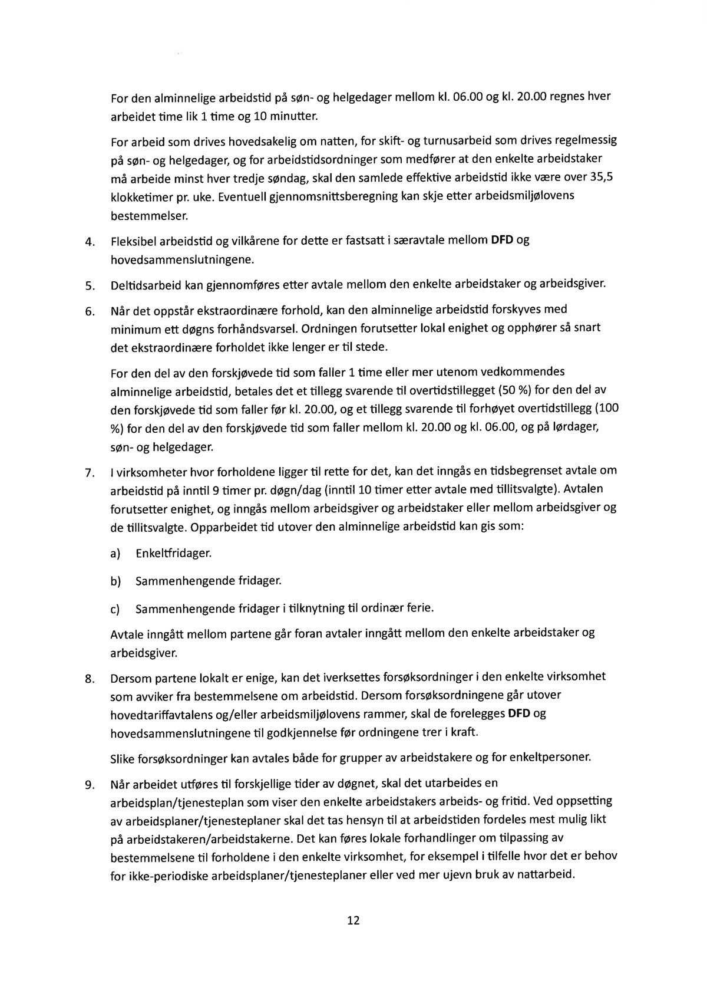 For den alminnelige arbeidstid på søn- og helgedager mellom kl. 06.00 og kl. 20.00 regnes hver
arbeidet time lik 1 time og 10 minutter.
For arbeid som drives hovedsakelig om natten, for skift- og turnusarbeid som drives regelmessig
på søn- og helgedager, og for arbeidstidsordninger som medfører at den enkelte arbeidstaker
må arbeide minst hver tredje søndag, skal den samlede effektive arbeidstid ikke være over 35,5
klokketimer pr. uke. Eventuell gjennomsnittsberegning kan skje etter arbeidsmiljølovens
bestemmelser.
4. Fleksibel arbeidstid og vilkårene for dette er fastsatt i særavtale mellom DFD og
hovedsammenslutningene.
5. Deltidsarbeid kan gjennomføres etter avtale mellom den enkelte arbeidstaker og arbeidsgiver.
6. Når det oppstår ekstraordinære forhold, kan den alminnelige arbeidstid forskyves med
minimum ett døgns forhåndsvarsel. Ordningen forutsetter lokal enighet og opphører så snart
det ekstraordinære forholdet ikke lenger er til stede.
For den del av den forskjøvede tid som faller 1 time eller mer utenom vedkommendes
alminnelige arbeidstid, betales det et tillegg svarende til overtidstillegget (50 %) for den del av
den forskjøvede tid som faller før kl. 20.00, og et tillegg svarende til forhøyet overtidstillegg (100
%) for den del av den forskjøvede tid som faller mellom kl. 20.00 og kl. 06.00, og på lørdager,
søn- og helgedager.
7. I virksomheter hvor forholdene ligger til rette for det, kan det inngås en tidsbegrenset avtale om
arbeidstid på inntil 9 timer pr. døgn/dag (inntil 10 timer etter avtale med tillitsvalgte). Avtalen
forutsetter enighet, og inngås mellom arbeidsgiver og arbeidstaker eller mellom arbeidsgiver og
de tillitsvalgte. Opparbeidet tid utover den alminnelige arbeidstid kan gis som:
a) Enkeltfridager.
b) Sammenhengende fridager.
c) Sammenhengende fridager i tilknytning til ordinær ferie.
Avtale inngått mellom partene går foran avtaler inngått mellom den enkelte arbeidstaker og
arbeidsgiver.
8. Dersom partene lokalt er enige, kan det iverksettes forsøksordninger i den enkelte virksomhet
som avviker fra bestemmelsene om arbeidstid. Dersom forsøksordningene går utover
hovedtariffavtalens og/eller arbeidsmiljølovens rammer, skal de forelegges DFD og
hovedsammenslutningene til godkjennelse før ordningene trer i kraft.
Slike forsøksordninger kan avtales både for grupper av arbeidstakere og for enkeltpersoner.
9. Når arbeidet utføres til forskjellige tider av døgnet, skal det utarbeides en
arbeidsplan/tjenesteplan som viser den enkelte arbeidstakers arbeids- og fritid. Ved oppsetting
av arbeidsplaner/tjenesteplaner skal det tas hensyn til at arbeidstiden fordeles mest mulig likt
på arbeidstakeren/arbeidstakerne. Det kan føres lokale forhandlinger om tilpassing av
bestemmelsene til forholdene i den enkelte virksomhet, for eksempel i tilfelle hvor det er behov
for ikke-periodiske arbeidsplaner/tjenesteplaner eller ved mer ujevn bruk av nattarbeid.
12